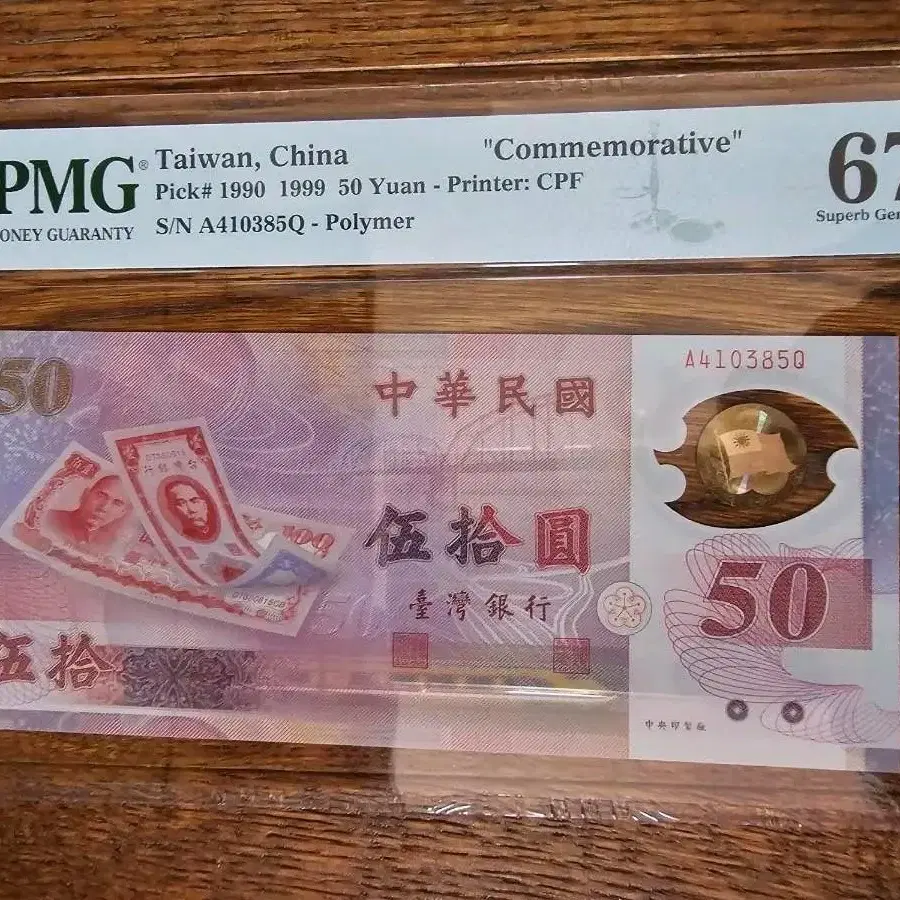 PMG® Taiwan, China "Commemorative" 67
Pick# 1990 1999 50 Yuan - Printer: CPF
Superb Gem
ONEY GUARANTY S/N A410385Q - Polymer
50
A410385Q
中華民國
伍拾圓
臺灣銀行
50
伍拾
中央印製廠